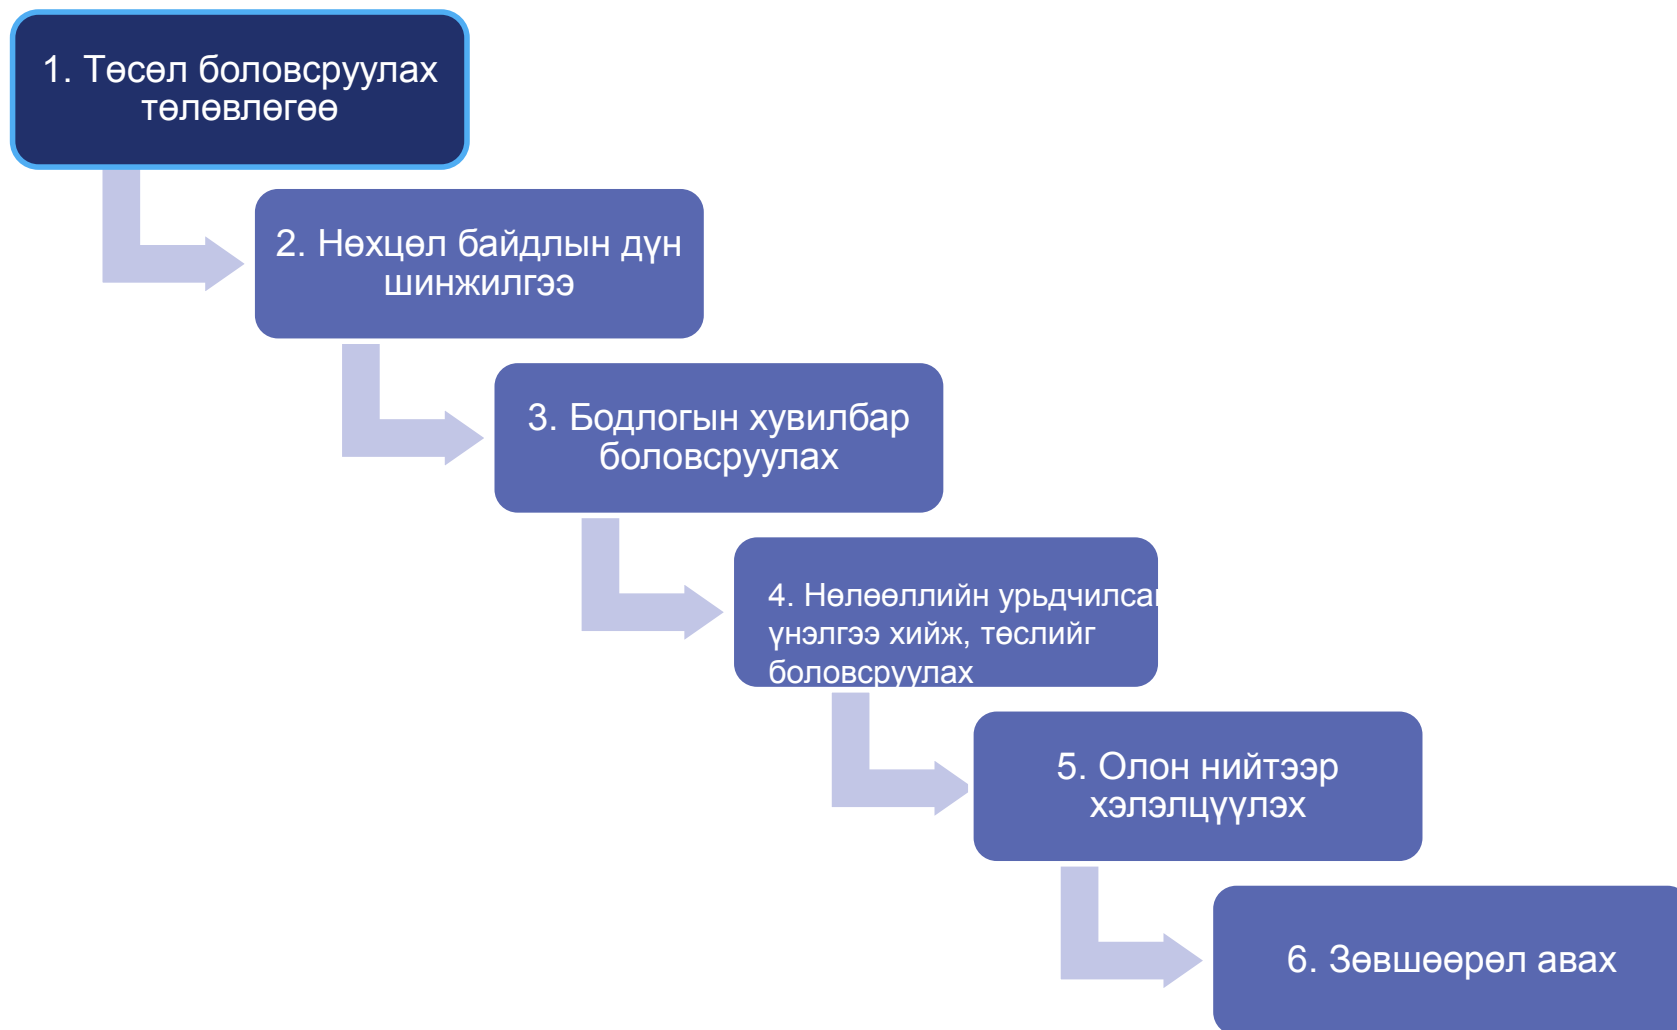 1. Төсөл боловсруулах
төлөвлөгөө
2. Нөхцөл байдлын дүн
шинжилгээ
3. Бодлогын хувилбар
боловсруулах
4. Нөлөөллийн урьдчилсан
үнэлгээ хийж, төслийг
боловсруулах
5. Олон нийтээр
хэлэлцүүлэх
6. Зөвшөөрөл авах